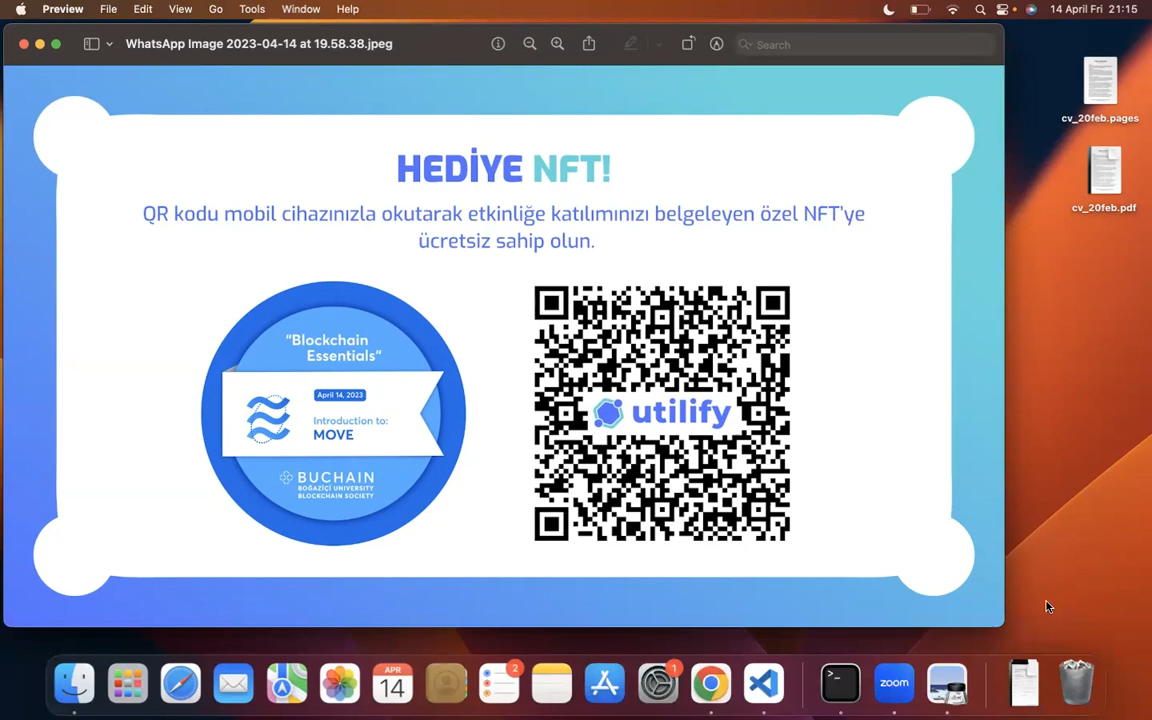 Preview File Edit View Go Tools Window Help 14 April Fri 21:15
WhatsApp Image 2023-04-14 at 19.58.38.jpeg
Search
cv_20feb.pages
cv_20feb.pdf
HEDİYE NFT!
QR kodu mobil cihazınızla okutarak etkinliğe katılımınızı belgeleyen özel NFT'ye
ücretsiz sahip olun.
"Blockchain
Essentials"
April 14, 2023
Introduction to:
MOVE
BUCHAIN
BOĞAZİÇİ UNIVERSITY
BLOCKCHAIN SOCIETY
utilify
APR
14
2
1
>_
zoom